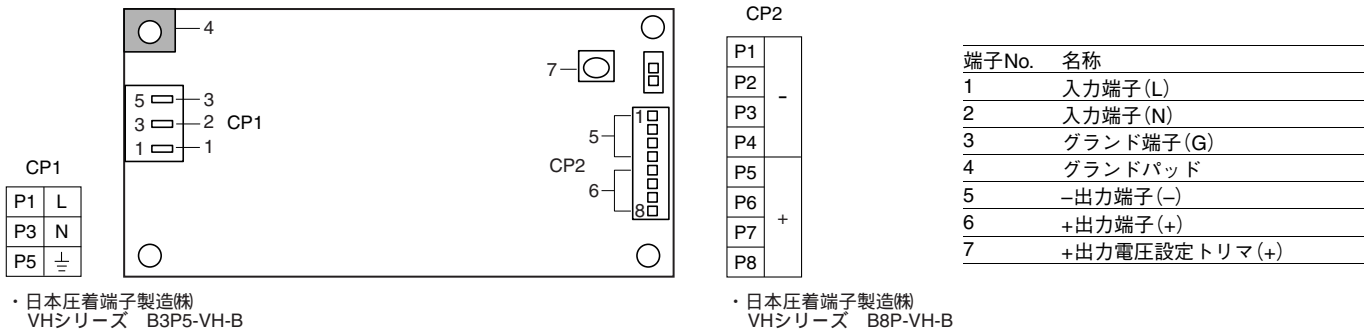 CP2
4
7
P1
P2
P3
P4
–
P5
P6
P7
P8
+
5 3
3 2 CP1
1 1
1
5
CP2
6
8
CP1
P1 L
P3 N
P5 ⏚
端子No. 名称
1 入力端子(L)
2 入力端子(N)
3 グランド端子(G)
4 グランドパッド
5 –出力端子(–)
6 +出力端子(+)
7 +出力電圧設定トリマ(+)
・日本圧着端子製造㈱
VHシリーズ B3P5-VH-B
・日本圧着端子製造㈱
VHシリーズ B8P-VH-B